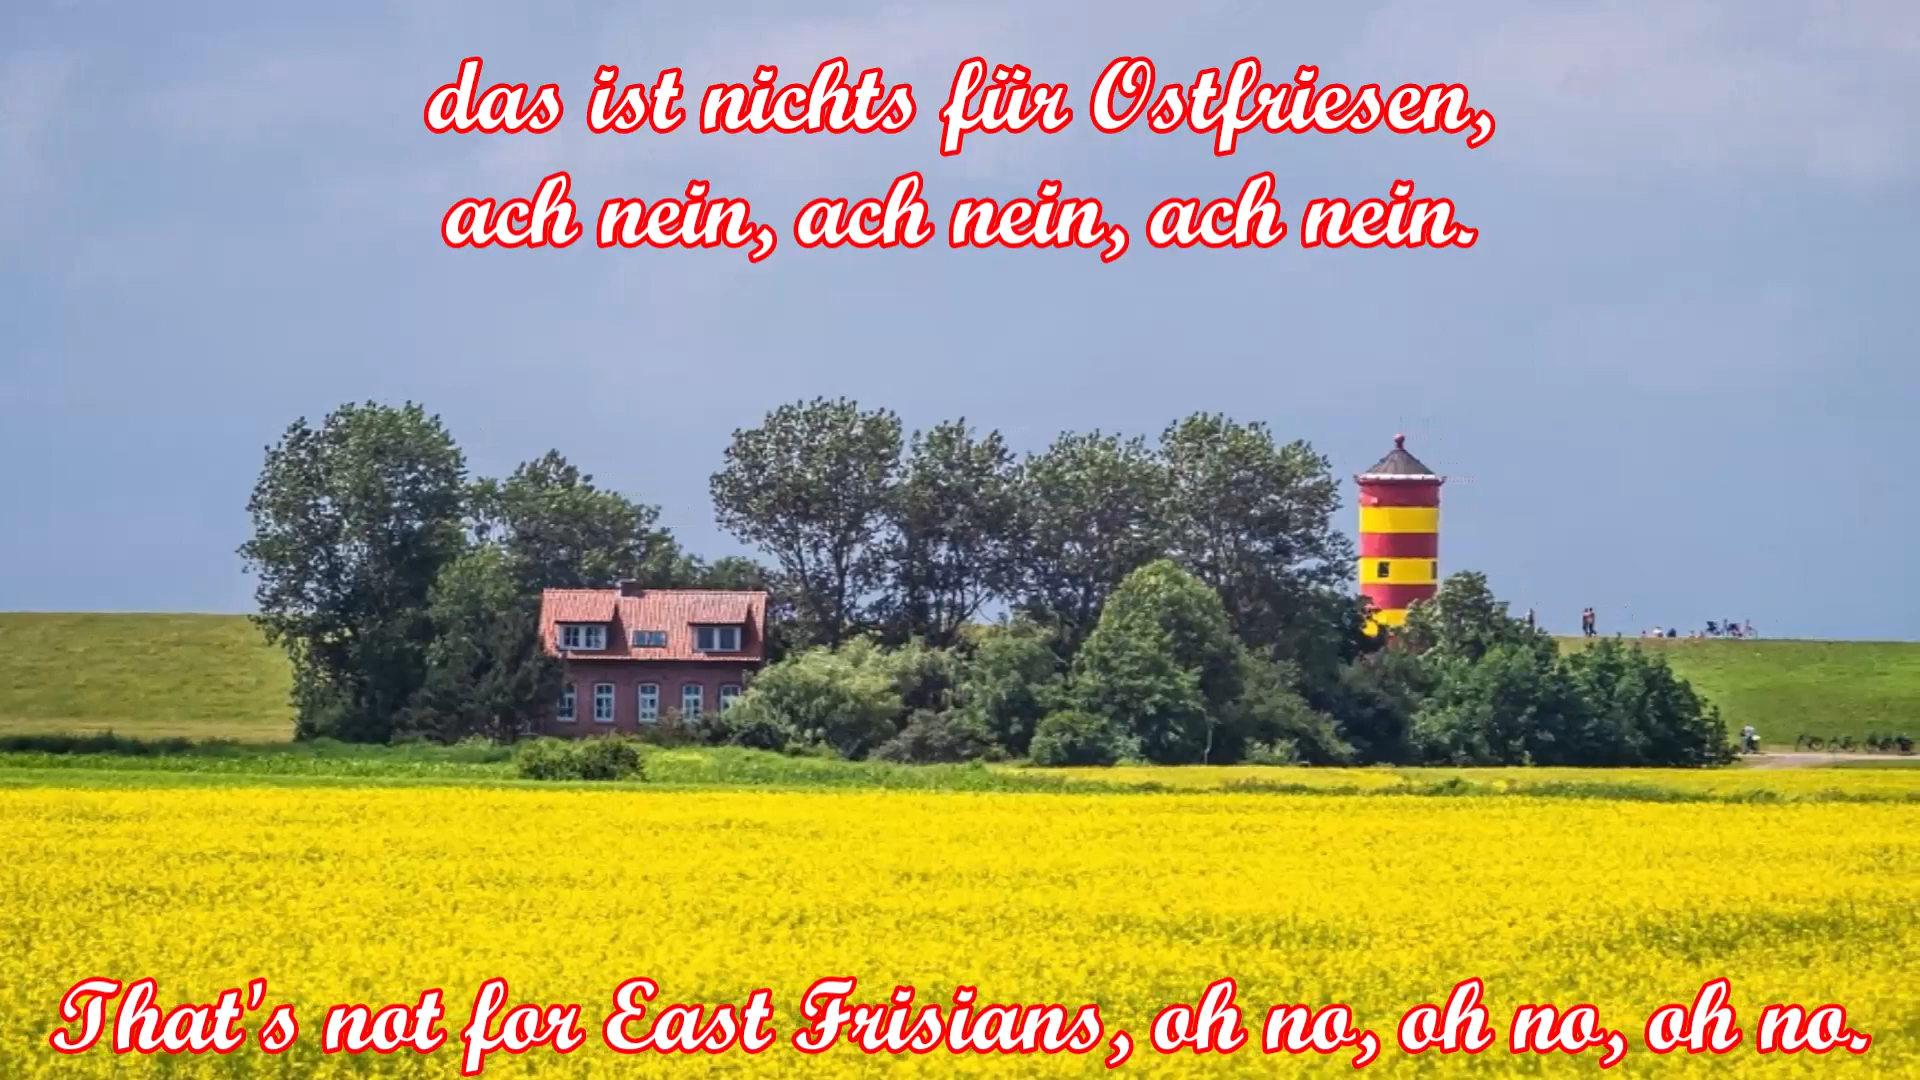 das ist nichts für Ostfriesen,
ach nein, ach nein, ach nein.
That's not for East Frisians, oh no, oh no, oh no.